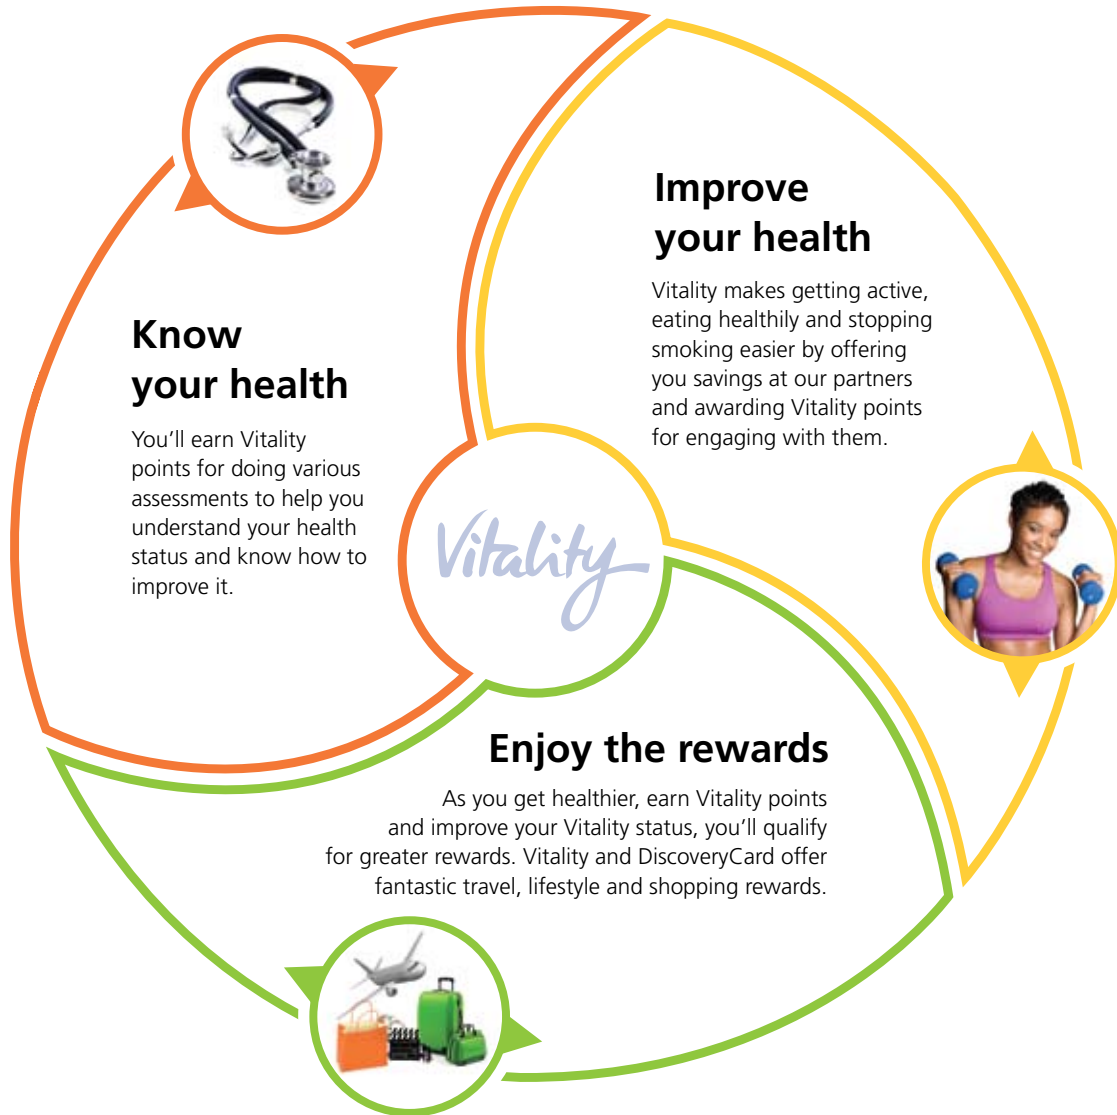 Know
your health
You'll earn Vitality
points for doing various
assessments to help you
understand your health
status and know how to
improve it.
Improve
your health
Vitality makes getting active,
eating healthily and stopping
smoking easier by offering
you savings at our partners
and awarding Vitality points
for engaging with them.
Vitality
Enjoy the rewards
As you get healthier, earn Vitality points
and improve your Vitality status, you'll qualify
for greater rewards. Vitality and DiscoveryCard offer
fantastic travel, lifestyle and shopping rewards.